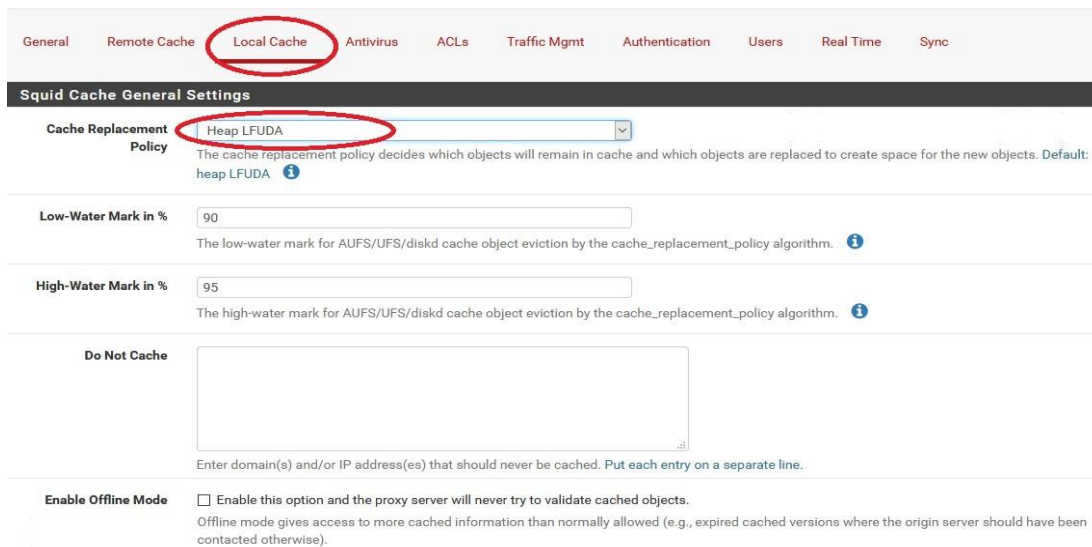 General Remote Cache Local Cache Antivirus ACLs Traffic Mgmt Authentication Users Real Time Sync
Squid Cache General Settings
Cache Replacement Policy
Heap LFUDA
The cache replacement policy decides which objects will remain in cache and which objects are replaced to create space for the new objects. Default:
heap LFUDA
Low-Water Mark in %
90
The low-water mark for AUFS/UFS/diskd cache object eviction by the cache_replacement_policy algorithm.
High-Water Mark in %
95
The high-water mark for AUFS/UFS/diskd cache object eviction by the cache_replacement_policy algorithm.
Do Not Cache
Enter domain(s) and/or IP address(es) that should never be cached. Put each entry on a separate line.
Enable Offline Mode
Enable this option and the proxy server will never try to validate cached objects.
Offline mode gives access to more cached information than normally allowed (e.g., expired cached versions where the origin server should have been
contacted otherwise).